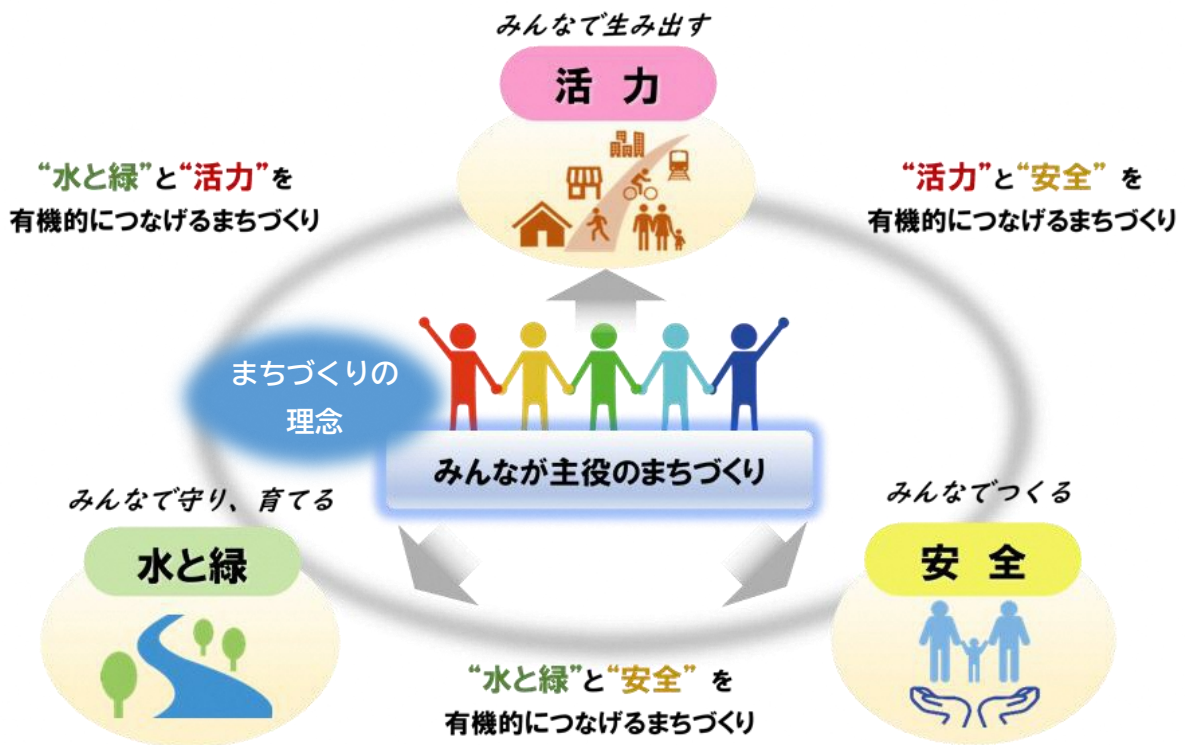 みんなで生み出す
活 力
“水と緑”と“活力”を
有機的につなげるまちづくり
“活力”と“安全” を
有機的につなげるまちづくり
まちづくりの
理念
みんなが主役のまちづくり
みんなで守り、育てる
水と緑
みんなでつくる
安 全
“水と緑”と“安全” を
有機的につなげるまちづくり